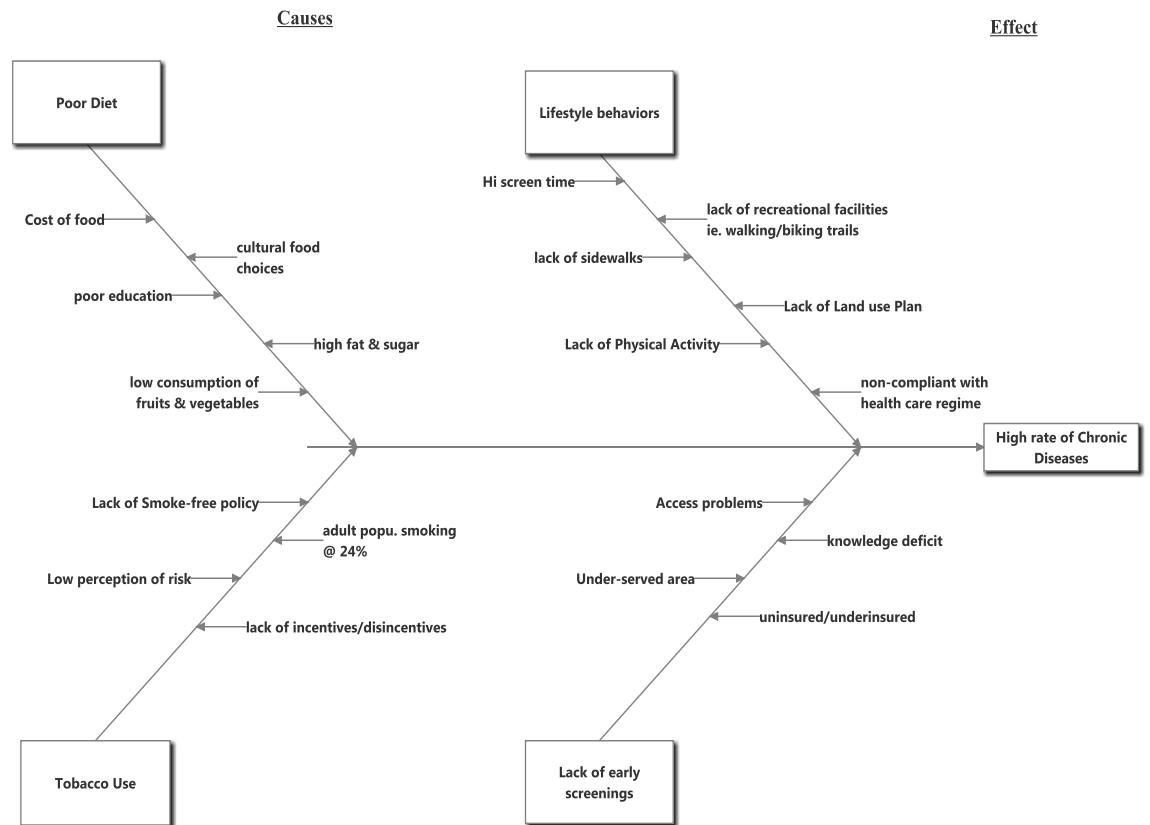 Causes
Effect
Poor Diet
Lifestyle behaviors
Hi screen time
Cost of food
lack of recreational facilities
ie. walking/biking trails
cultural food
choices
lack of sidewalks
poor education
Lack of Land use Plan
high fat & sugar
Lack of Physical Activity
low consumption of
fruits & vegetables
non-compliant with
health care regime
High rate of Chronic
Diseases
Lack of Smoke-free policy
Access problems
adult popu. smoking
@ 24%
knowledge deficit
Low perception of risk
Under-served area
lack of incentives/disincentives
uninsured/underinsured
Tobacco Use
Lack of early
screenings